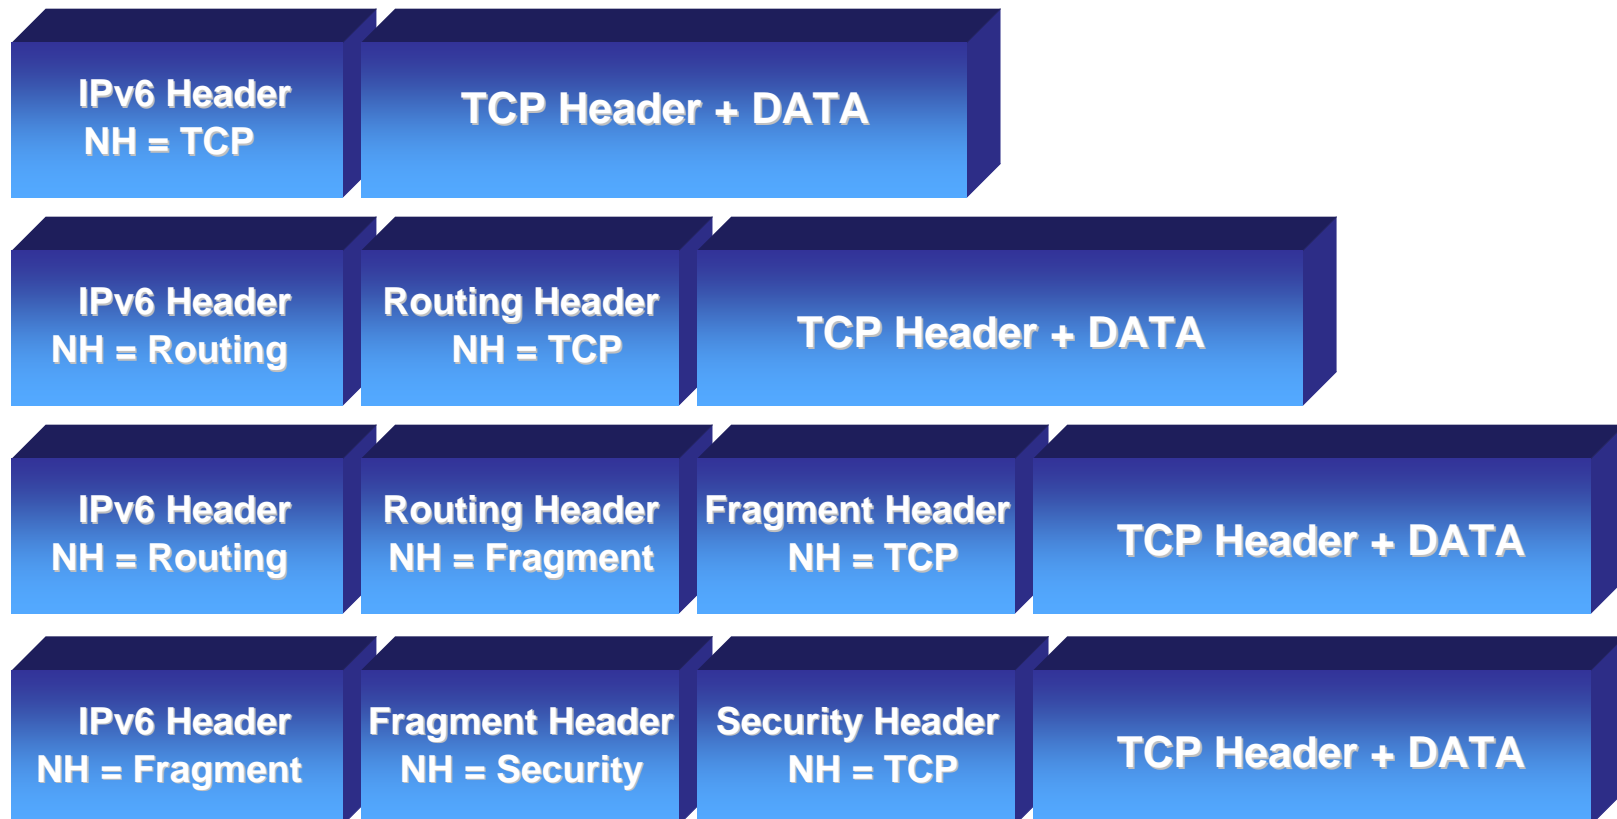 IPv6 Header
NH = TCP
TCP Header + DATA
IPv6 Header
NH = Routing
Routing Header
NH = TCP
TCP Header + DATA
IPv6 Header
NH = Routing
Routing Header
NH = Fragment
Fragment Header
NH = TCP
TCP Header + DATA
IPv6 Header
NH = Fragment
Fragment Header
NH = Security
Security Header
NH = TCP
TCP Header + DATA